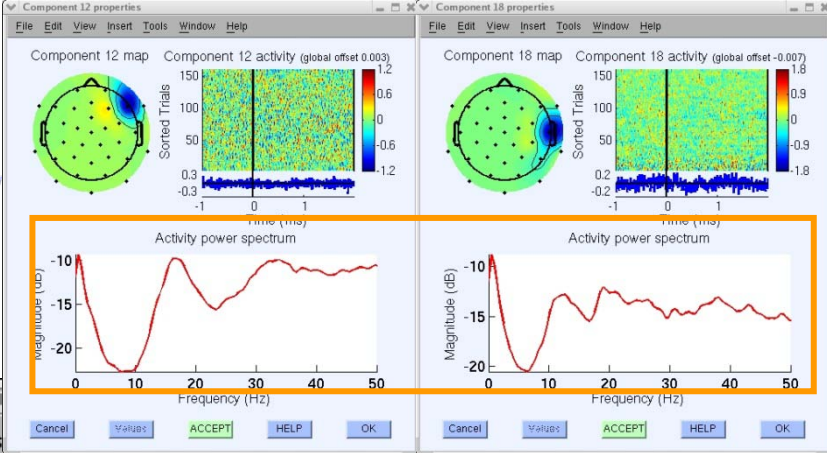 Component 12 properties
File Edit View Insert Tools Window Help
Component 12 map
Component 12 activity (global offset 0.003)
Sorted Trials
150
100
50
0.3
-0.3
1.2
0.6
0
-0.6
-1.2
-1 0 1
Time (ms)
Activity power spectrum
Magnitude (dB)
-10
-15
-20
0 10 20 30 40 50
Frequency (Hz)
Cancel Values ACCEPT HELP OK
Component 18 properties
File Edit View Insert Tools Window Help
Component 18 map
Component 18 activity (global offset -0.007)
Sorted Trials
150
100
50
0.2
-0.2
1.8
0.9
0
-0.9
-1.8
-1 0 1
Time (ms)
Activity power spectrum
Magnitude (dB)
-10
-15
-20
0 10 20 30 40 50
Frequency (Hz)
Cancel Values ACCEPT HELP OK